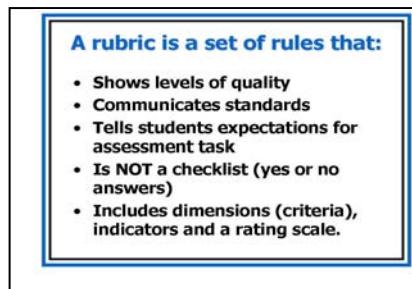 A rubric is a set of rules that:
• Shows levels of quality
• Communicates standards
• Tells students expectations for
assessment task
• Is NOT a checklist (yes or no
answers)
• Includes dimensions (criteria),
indicators and a rating scale.